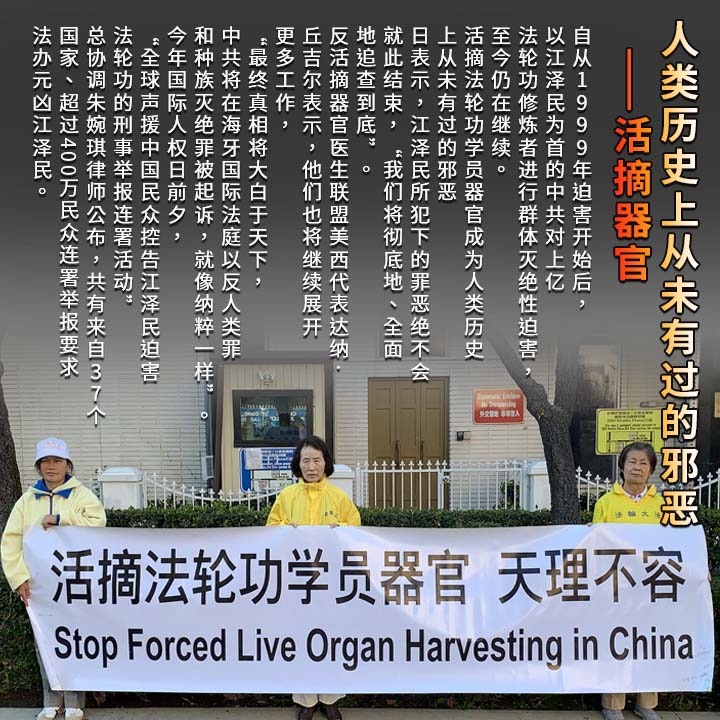 人类历史上从未有过的邪恶
——活摘器官
自从1999年迫害开始后，
以江泽民为首的中共对上亿
法轮功修炼者进行群体灭绝性迫害，
至今仍在继续。
活摘法轮功学员器官成为人类历史
上从未有过的邪恶
日表示，江泽民所犯下的罪恶绝不会
就此结束，“我们将彻底地、全面
地追查到底”。
反活摘器官医生联盟美西代表达纳·
丘吉尔表示，他们也将继续展开
更多工作，
“最终真相将大白于天下，
中共将在海牙国际法庭以反人类罪
和种族灭绝罪被起诉，就像纳粹一样”。
今年国际人权日前夕，
“全球声援中国民众控告江泽民迫害
法轮功的刑事举报连署活动”
总协调朱婉琪律师公布，共有来自37个
国家、超过400万民众连署举报要求
法办元凶江泽民。
Diplomatic Enclave
No Trespassing
法輪大法
活摘法轮功学员器官 天理不容
Stop Forced Live Organ Harvesting in China